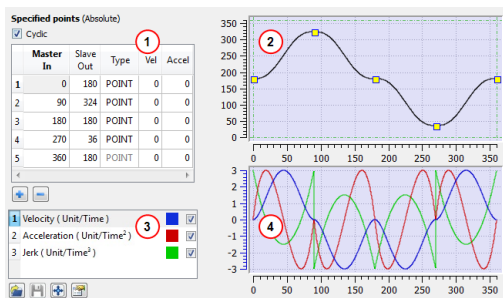 Specified points (Absolute)
Cyclic
1
Master In Slave Out Type Vel Accel
1 0 180 POINT 0 0
2 90 324 POINT 0 0
3 180 180 POINT 0 0
4 270 36 POINT 0 0
5 360 180 POINT 0 0
1 Velocity ( Unit/Time )
2 Acceleration ( Unit/Time² )
3 Jerk ( Unit/Time³ )
3
2
350
300
250
200
150
100
50
0
0 50 100 150 200 250 300 350
4
3
2
1
0
-1
-2
-3
0 50 100 150 200 250 300 350